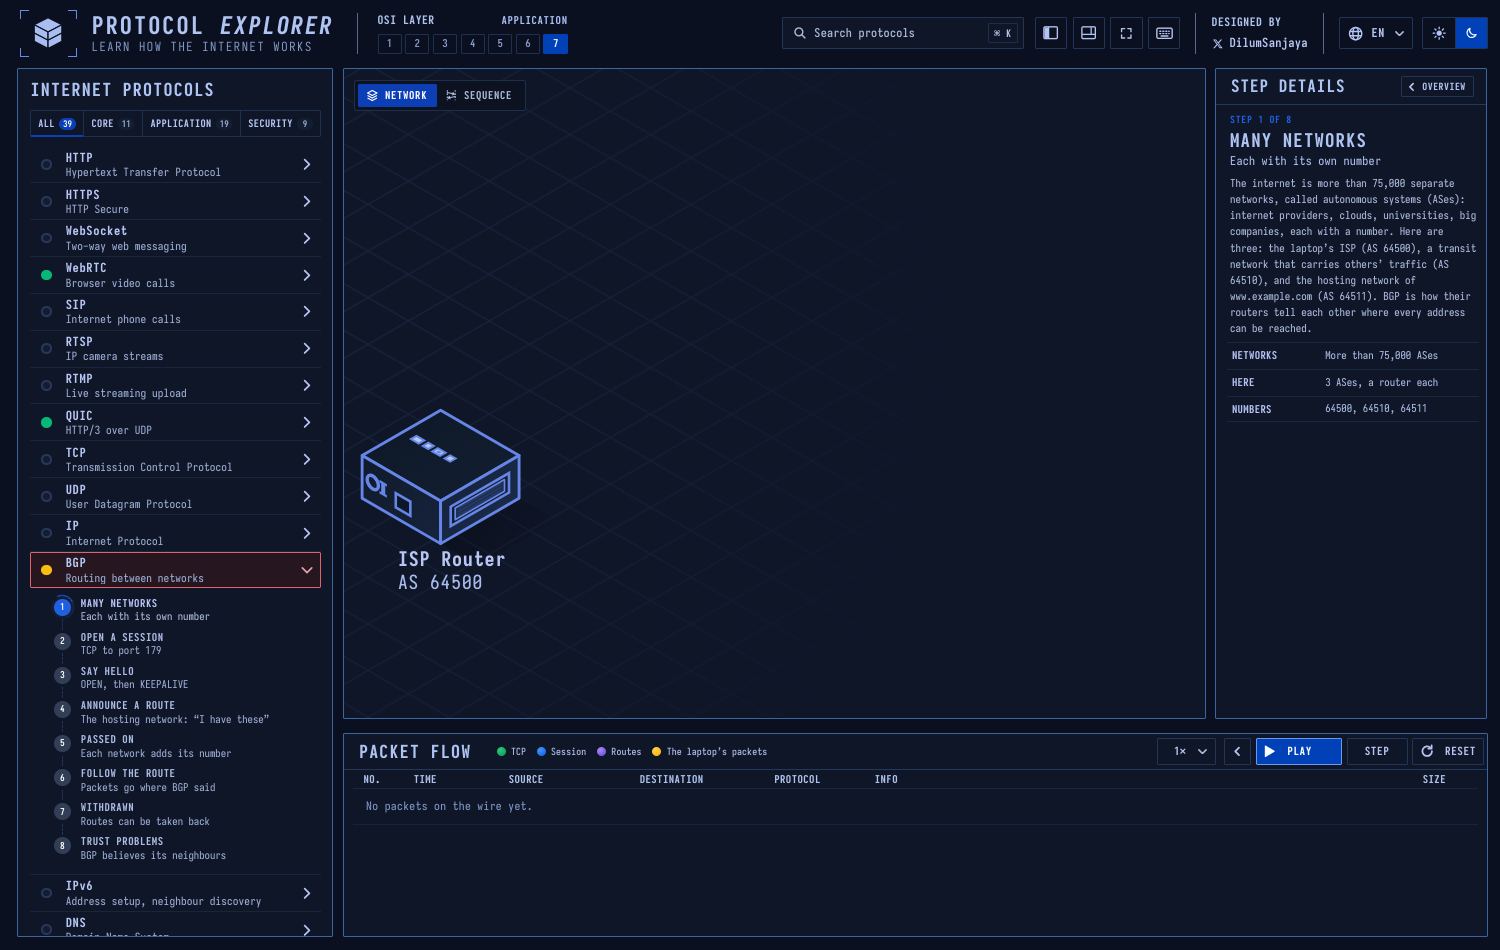 PROTOCOL EXPLORER
LEARN HOW THE INTERNET WORKS
OSI LAYER APPLICATION
1 2 3 4 5 6 7
Search protocols ⌘ K
DESIGNED BY
DilumSanjaya
EN
INTERNET PROTOCOLS
ALL 39 CORE 11 APPLICATION 19 SECURITY 9
HTTP
Hypertext Transfer Protocol
HTTPS
HTTP Secure
WebSocket
Two-way web messaging
WebRTC
Browser video calls
SIP
Internet phone calls
RTSP
IP camera streams
RTMP
Live streaming upload
QUIC
HTTP/3 over UDP
TCP
Transmission Control Protocol
UDP
User Datagram Protocol
IP
Internet Protocol
BGP
Routing between networks
1 MANY NETWORKS
Each with its own number
2 OPEN A SESSION
TCP to port 179
3 SAY HELLO
OPEN, then KEEPALIVE
4 ANNOUNCE A ROUTE
The hosting network: “I have these”
5 PASSED ON
Each network adds its number
6 FOLLOW THE ROUTE
Packets go where BGP said
7 WITHDRAWN
Routes can be taken back
8 TRUST PROBLEMS
BGP believes its neighbours
IPv6
Address setup, neighbour discovery
DNS
Domain Name System
NETWORK SEQUENCE
ISP Router
AS 64500
STEP DETAILS OVERVIEW
STEP 1 OF 8
MANY NETWORKS
Each with its own number
The internet is more than 75,000 separate
networks, called autonomous systems (ASes):
internet providers, clouds, universities, big
companies, each with a number. Here are
three: the laptop’s ISP (AS 64500), a transit
network that carries others’ traffic (AS
64510), and the hosting network of
www.example.com (AS 64511). BGP is how their
routers tell each other where every address
can be reached.
NETWORKS More than 75,000 ASes
HERE 3 ASes, a router each
NUMBERS 64500, 64510, 64511
PACKET FLOW TCP Session Routes The laptop’s packets 1× PLAY STEP RESET
NO. TIME SOURCE DESTINATION PROTOCOL INFO SIZE
No packets on the wire yet.